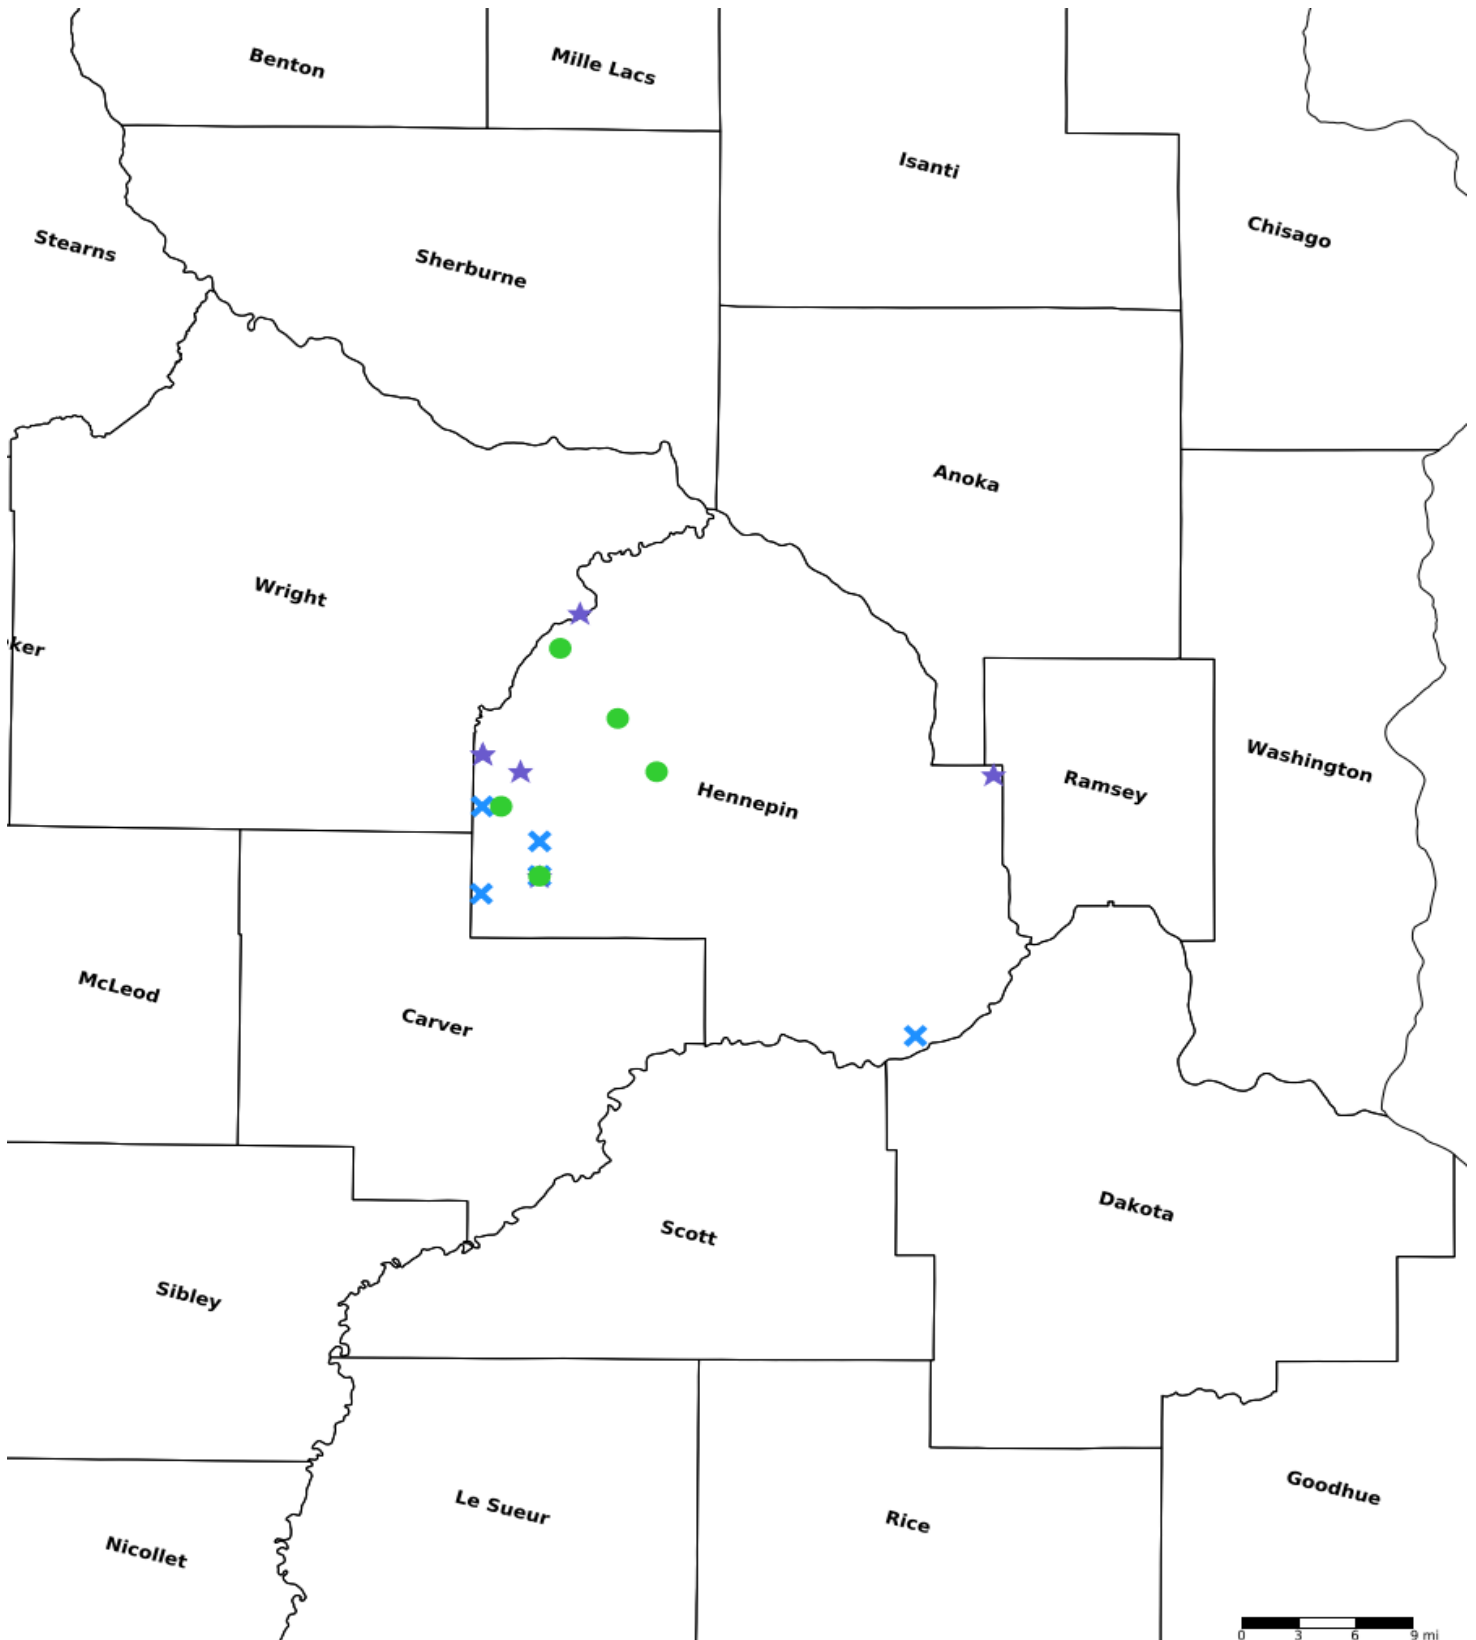 Benton
Mille Lacs
Isanti
Chisago
Stearns
Sherburne
Anoka
Wright
ker
Washington
Ramsey
Hennepin
McLeod
Carver
Dakota
Scott
Sibley
Goodhue
Le Sueur
Rice
Nicollet
0 3 6 9 mi